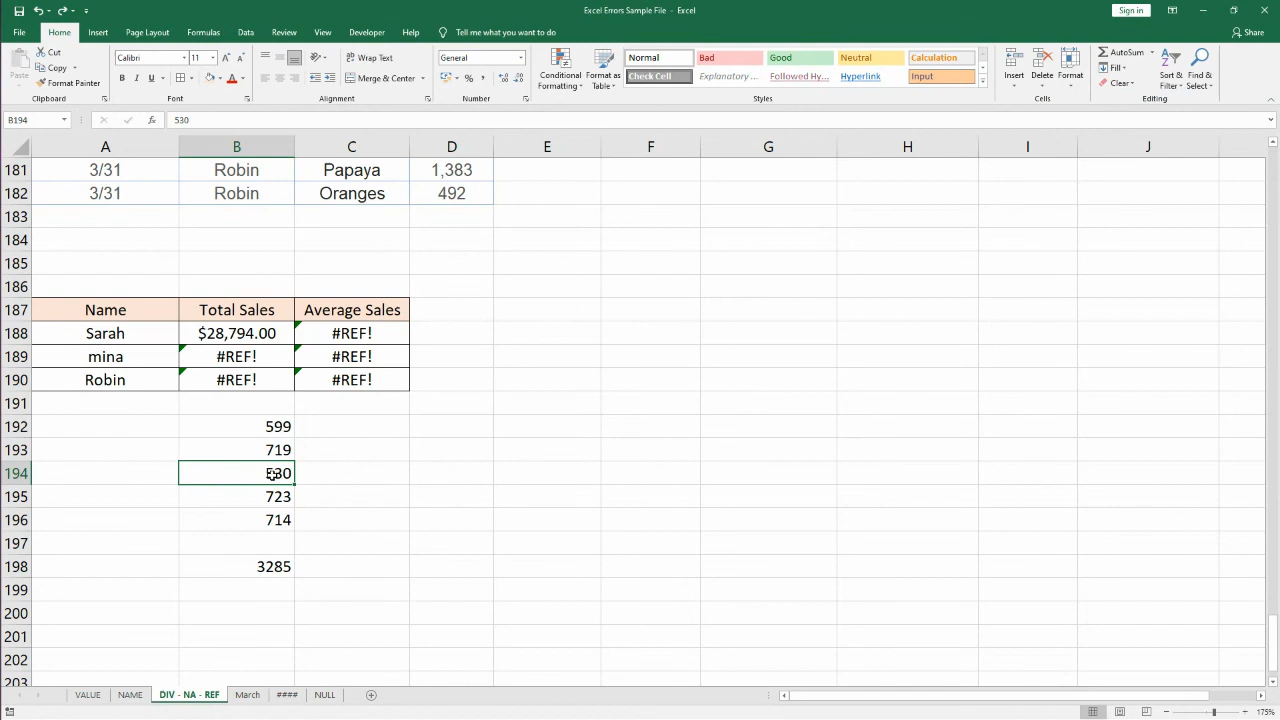 Excel Errors Sample File - Excel
Sign in
File Home Insert Page Layout Formulas Data Review View Developer Help Tell me what you want to do Share
Paste
Cut
Copy
Format Painter
Clipboard
Calibri 11
B I U A
Font
Wrap Text
Merge & Center
Alignment
General
$ % ,
Number
Conditional Formatting
Format as Table
Normal Bad Good Neutral Calculation
Check Cell Explanatory ... Followed Hy... Hyperlink Input
Styles
Insert Delete Format
Cells
AutoSum
Fill
Clear
Sort & Filter
Find & Select
Editing
B194 fx 530
A B C D E F G H I J
181 3/31 Robin Papaya 1,383
182 3/31 Robin Oranges 492
183
184
185
186
187 Name Total Sales Average Sales
188 Sarah $28,794.00 #REF!
189 mina #REF! #REF!
190 Robin #REF! #REF!
191
192 599
193 719
194 530
195 723
196 714
197
198 3285
199
200
201
202
203
VALUE NAME DIV - NA - REF March #### NULL
175%